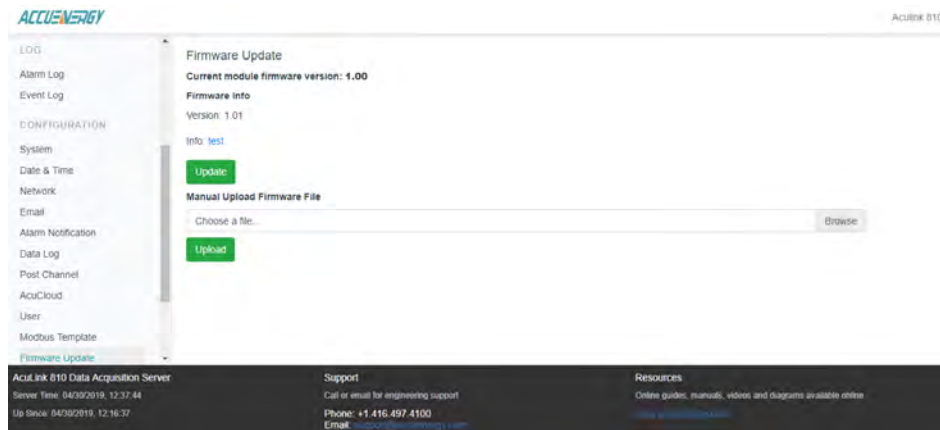 ACCUENERGY
AcuLink 810
LOG
Alarm Log
Event Log
CONFIGURATION
System
Date & Time
Network
Email
Alarm Notification
Data Log
Post Channel
AcuCloud
User
Modbus Template
Firmware Update
Firmware Update
Current module firmware version: 1.00
Firmware Info
Version: 1.01
Info: test
Update
Manual Upload Firmware File
Choose a file...
Browse
Upload
AcuLink 810 Data Acquisition Server
Server Time: 04/30/2019, 12:37:44
Up Since: 04/30/2019, 12:16:37
Support
Call or email for engineering support
Phone: +1.416.497.4100
Email: support@accuenergy.com
Resources
Online guides, manuals, videos and diagrams available online